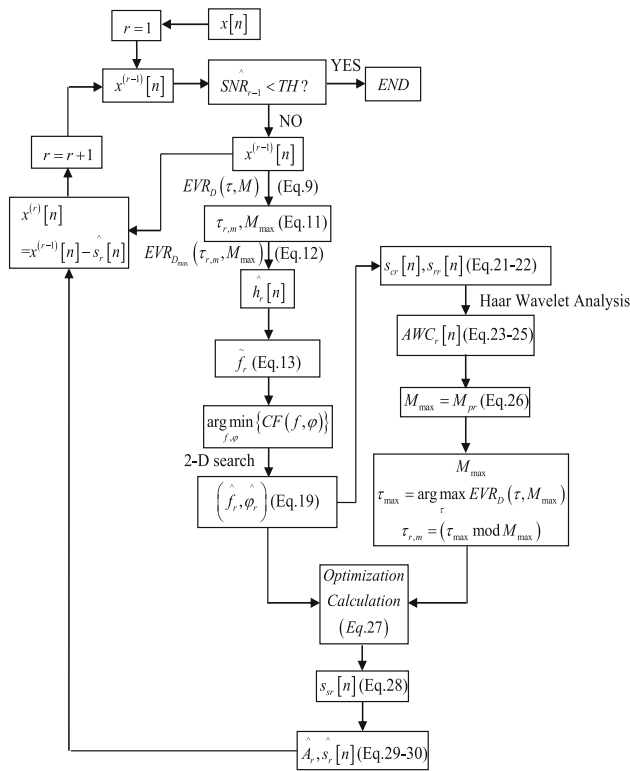 r = 1
x[n]
x^(r−1)[n]
SNR̂_{r−1} < TH ?
YES
END
NO
r = r + 1
x^(r−1)[n]
EVR_D(τ, M) (Eq.9)
x^(r)[n]
=x^(r−1)[n] − ŝ_r[n]
τ_{r,m}, M_max (Eq.11)
EVR_{D_max}(τ_{r,m}, M_max) (Eq.12)
ĥ_r[n]
s_cr[n], s_rr[n] (Eq.21-22)
Haar Wavelet Analysis
f̃_r (Eq.13)
AWC_r[n] (Eq.23-25)
arg min_{f,φ} {CF(f, φ)}
M_max = M_pr (Eq.26)
2-D search
(f̂_r, φ̂_r) (Eq.19)
M_max
τ_max = arg max_τ EVR_D(τ, M_max)
τ_{r,m} = (τ_max mod M_max)
Optimization
Calculation
(Eq.27)
s_sr[n] (Eq.28)
Â_r, ŝ_r[n] (Eq.29-30)